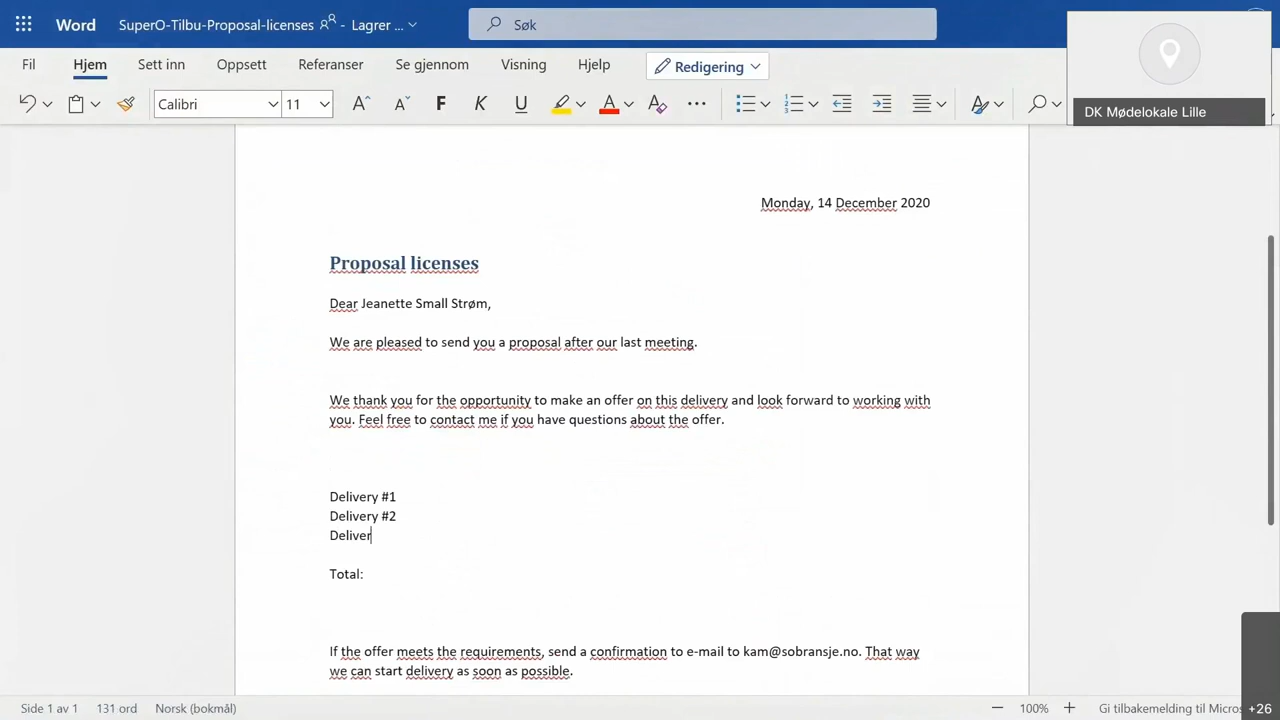 Word SuperO-Tilbu-Proposal-licenses - Lagrer ... Søk
Fil Hjem Sett inn Oppsett Referanser Se gjennom Visning Hjelp Redigering
Calibri 11 F K U A
DK Mødelokale Lille
Monday, 14 December 2020
Proposal licenses
Dear Jeanette Small Strøm,
We are pleased to send you a proposal after our last meeting.
We thank you for the opportunity to make an offer on this delivery and look forward to working with
you. Feel free to contact me if you have questions about the offer.
Delivery #1
Delivery #2
Deliver
Total:
If the offer meets the requirements, send a confirmation to e-mail to kam@sobransje.no. That way
we can start delivery as soon as possible.
Side 1 av 1 131 ord Norsk (bokmål) 100% Gi tilbakemelding til Micros +26